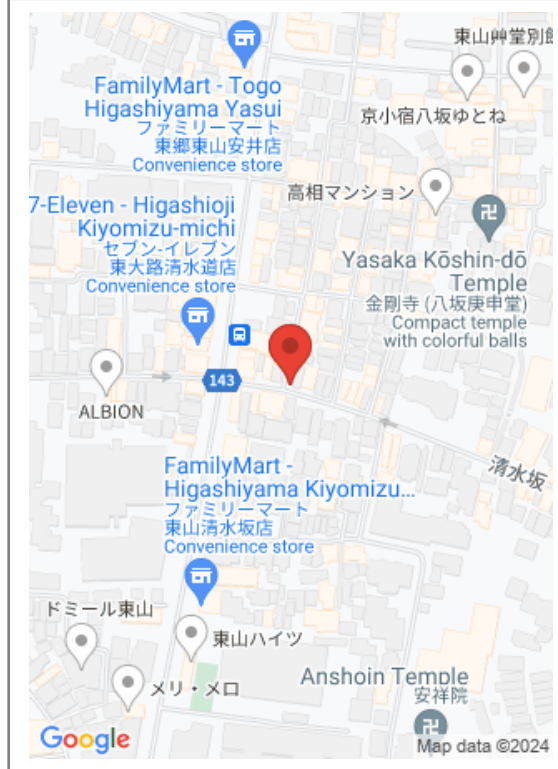 東山艸堂別館
FamilyMart - Togo
Higashiyama Yasui
ファミリーマート
東郷東山安井店
Convenience store
京小宿八坂ゆとね
高相マンション
7-Eleven - Higashioji
Kiyomizu-michi
セブン-イレブン
東大路清水道店
Convenience store
Yasaka Kōshin-dō
Temple
金剛寺 (八坂庚申堂)
Compact temple
with colorful balls
143
ALBION
清水坂
FamilyMart -
Higashiyama Kiyomizu...
ファミリーマート
東山清水坂店
Convenience store
ドミール東山
東山ハイツ
メリ・メロ
Anshoin Temple
安祥院
Google
Map data ©2024